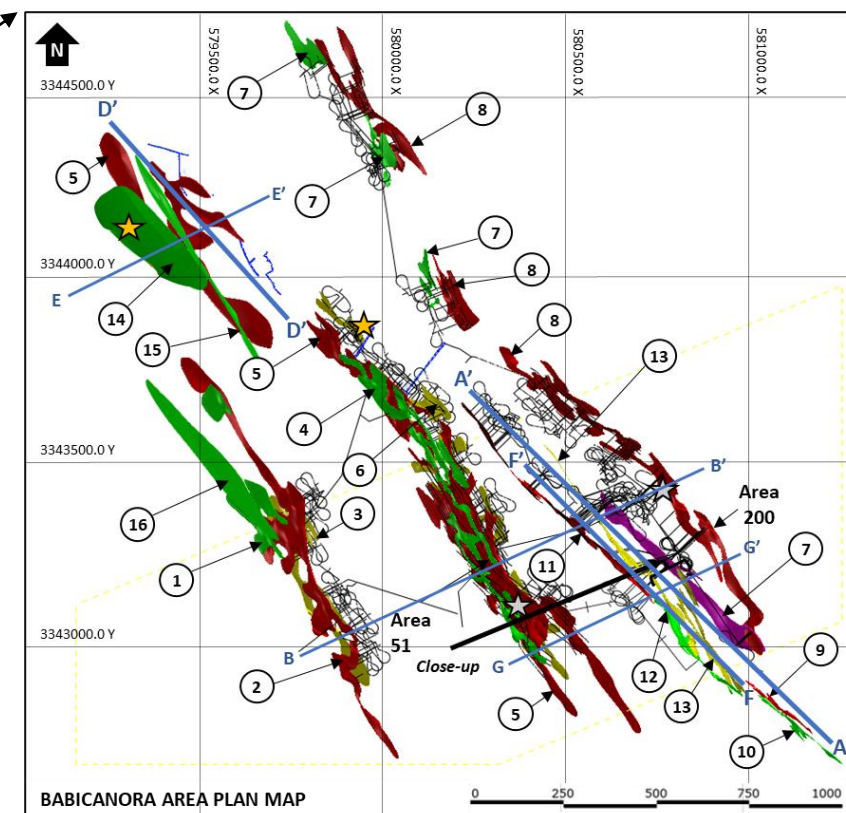 N
579500.0 X
580000.0 X
580500.0 X
581000.0 X
3344500.0 Y
7
8
D'
5
7
E'
7
3344000.0 Y
8
E
14
8
D'
15
13
5
A'
4
3343500.0 Y
6
F'
B'
Area
200
16
3
11
G'
7
1
3343000.0 Y
Area
51
B
Close-up
G
12
9
2
5
13
F
10
A
BABICANORA AREA PLAN MAP
0 250 500 750 1000